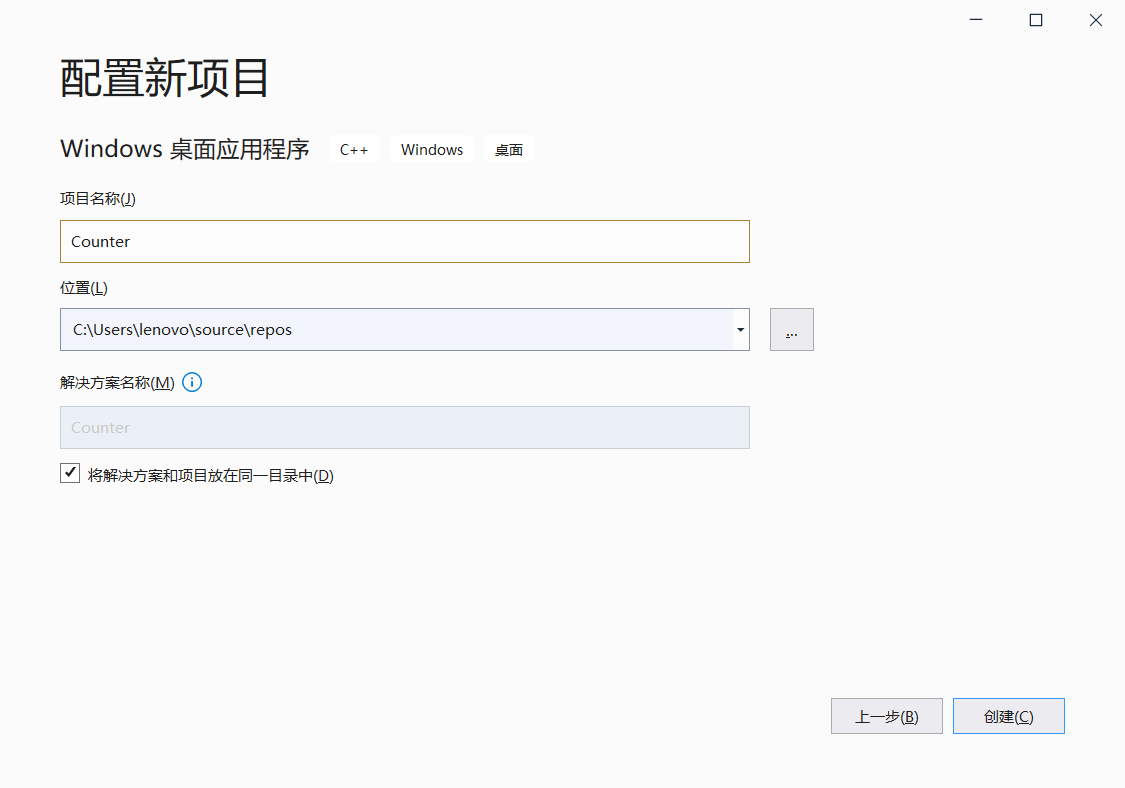 配置新项目
Windows 桌面应用程序 C++ Windows 桌面
项目名称(J)
Counter
位置(L)
C:\Users\lenovo\source\repos
...
解决方案名称(M)
Counter
将解决方案和项目放在同一目录中(D)
上一步(B) 创建(C)